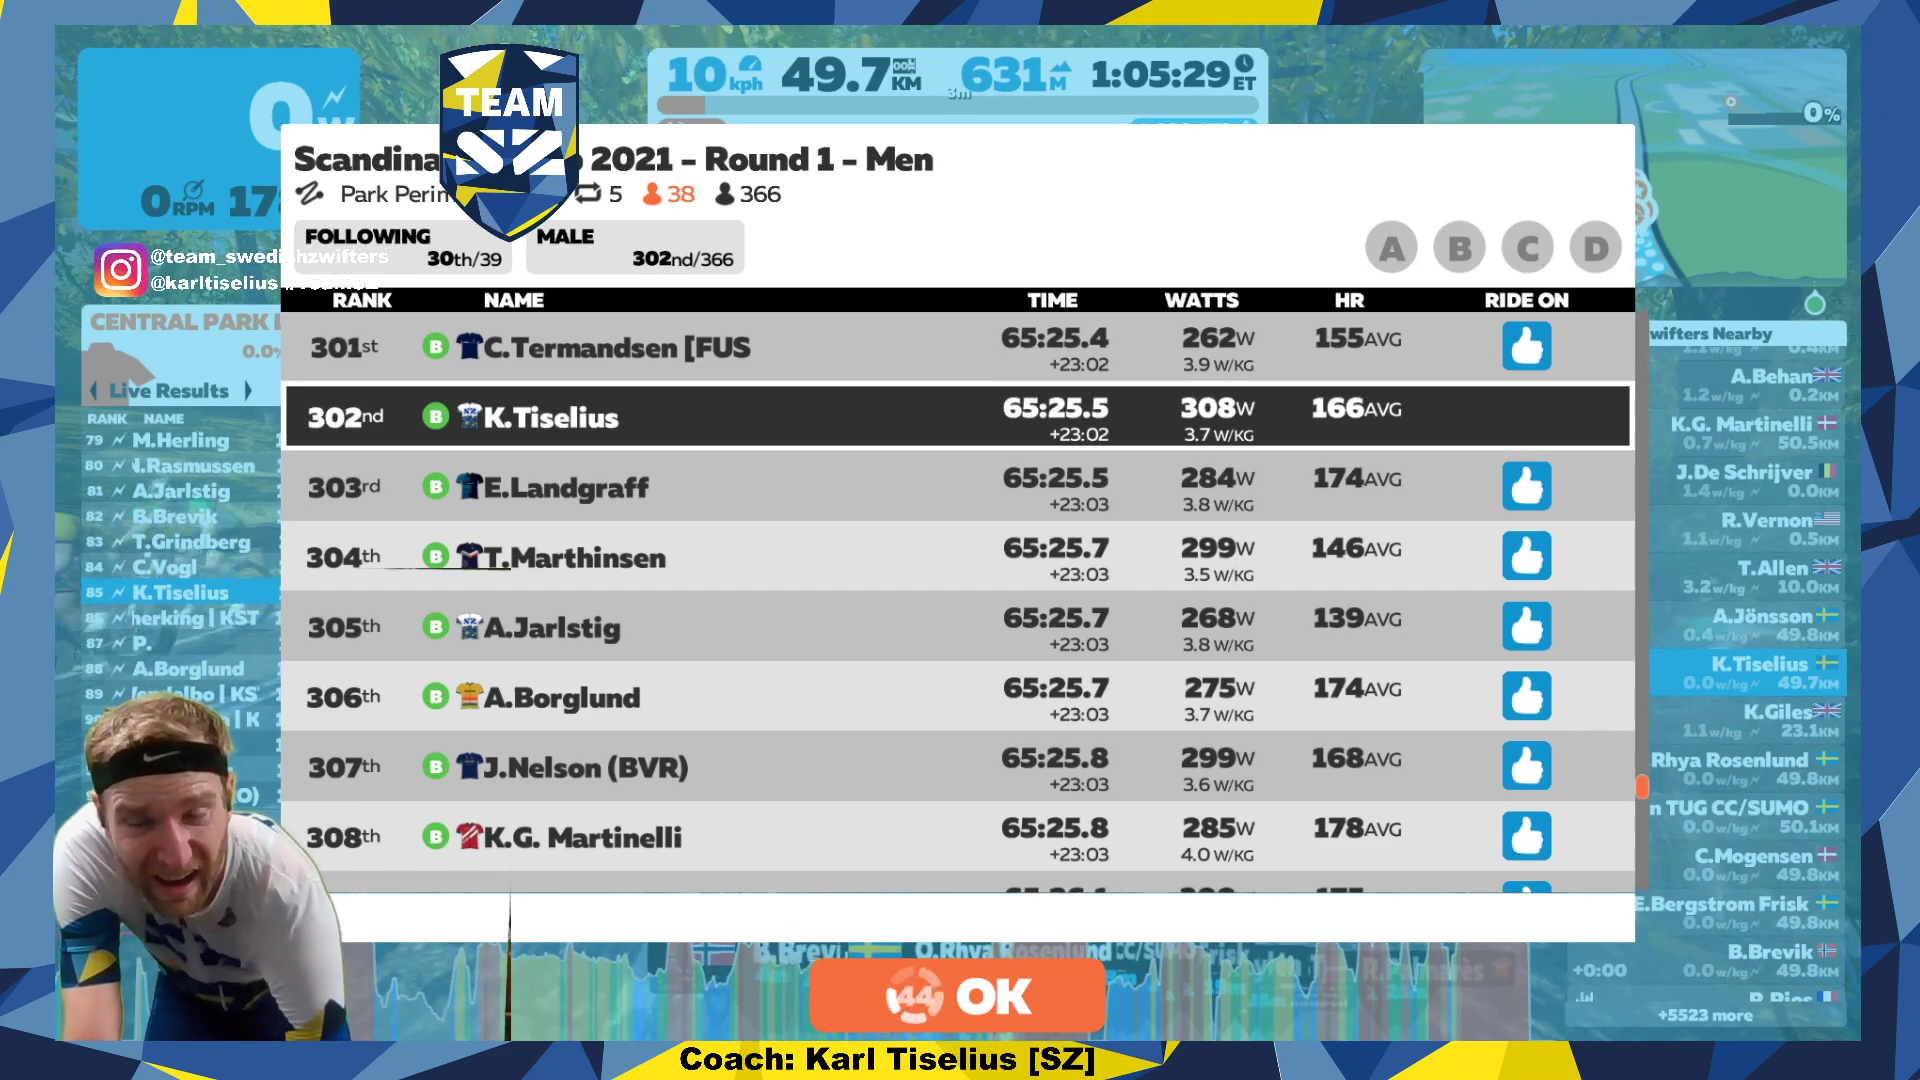 10 kph 49.7 KM 631 M 1:05:29 ET
3m
0
0 RPM
0%
TEAM
SZ
2021 - Round 1 - Men
5 38 366
FOLLOWING
30th/39
MALE
302nd/366
A B C D
@team_swedishzwifters
@karltiselius
RANK NAME TIME WATTS HR RIDE ON
301st B C.Termandsen [FUS 65:25.4 262W 155AVG
+23:02 3.9 W/KG
302nd B K.Tiselius 65:25.5 308W 166AVG
+23:02 3.7 W/KG
303rd B E.Landgraff 65:25.5 284W 174AVG
+23:03 3.8 W/KG
304th B T.Marthinsen 65:25.7 299W 146AVG
+23:03 3.5 W/KG
305th B A.Jarlstig 65:25.7 268W 139AVG
+23:03 3.8 W/KG
306th B A.Borglund 65:25.7 275W 174AVG
+23:03 3.7 W/KG
307th B J.Nelson (BVR) 65:25.8 299W 168AVG
+23:03 3.6 W/KG
308th B K.G. Martinelli 65:25.8 285W 178AVG
+23:03 4.0 W/KG
CENTRAL PARK
0.0%
Live Results
RANK NAME
79 M.Herling
80 N.Rasmussen
81 A.Jarlstig
82 B.Brevik
83 T.Grindberg
84 C.Vogl
85 K.Tiselius
86 herking | KST
87 P.
88 A.Borglund
89
wifters Nearby
A.Behan
1.2w/kg 0.2KM
K.G. Martinelli
0.7w/kg 50.5KM
J.De Schrijver
1.4w/kg 0.0KM
R.Vernon
1.1w/kg 0.5KM
T.Allen
3.2w/kg 10.0KM
A.Jönsson
0.4w/kg 49.8KM
K.Tiselius
0.0w/kg 49.7KM
K.Giles
1.1w/kg 23.1KM
Rhya Rosenlund
0.0w/kg 49.8KM
n TUG CC/SUMO
0.0w/kg 50.1KM
C.Mogensen
0.0w/kg 49.8KM
E.Bergstrom Frisk
0.0w/kg 49.8KM
B.Brevik
+0:00 0.0w/kg 49.8KM
+5523 more
44 OK
Coach: Karl Tiselius [SZ]